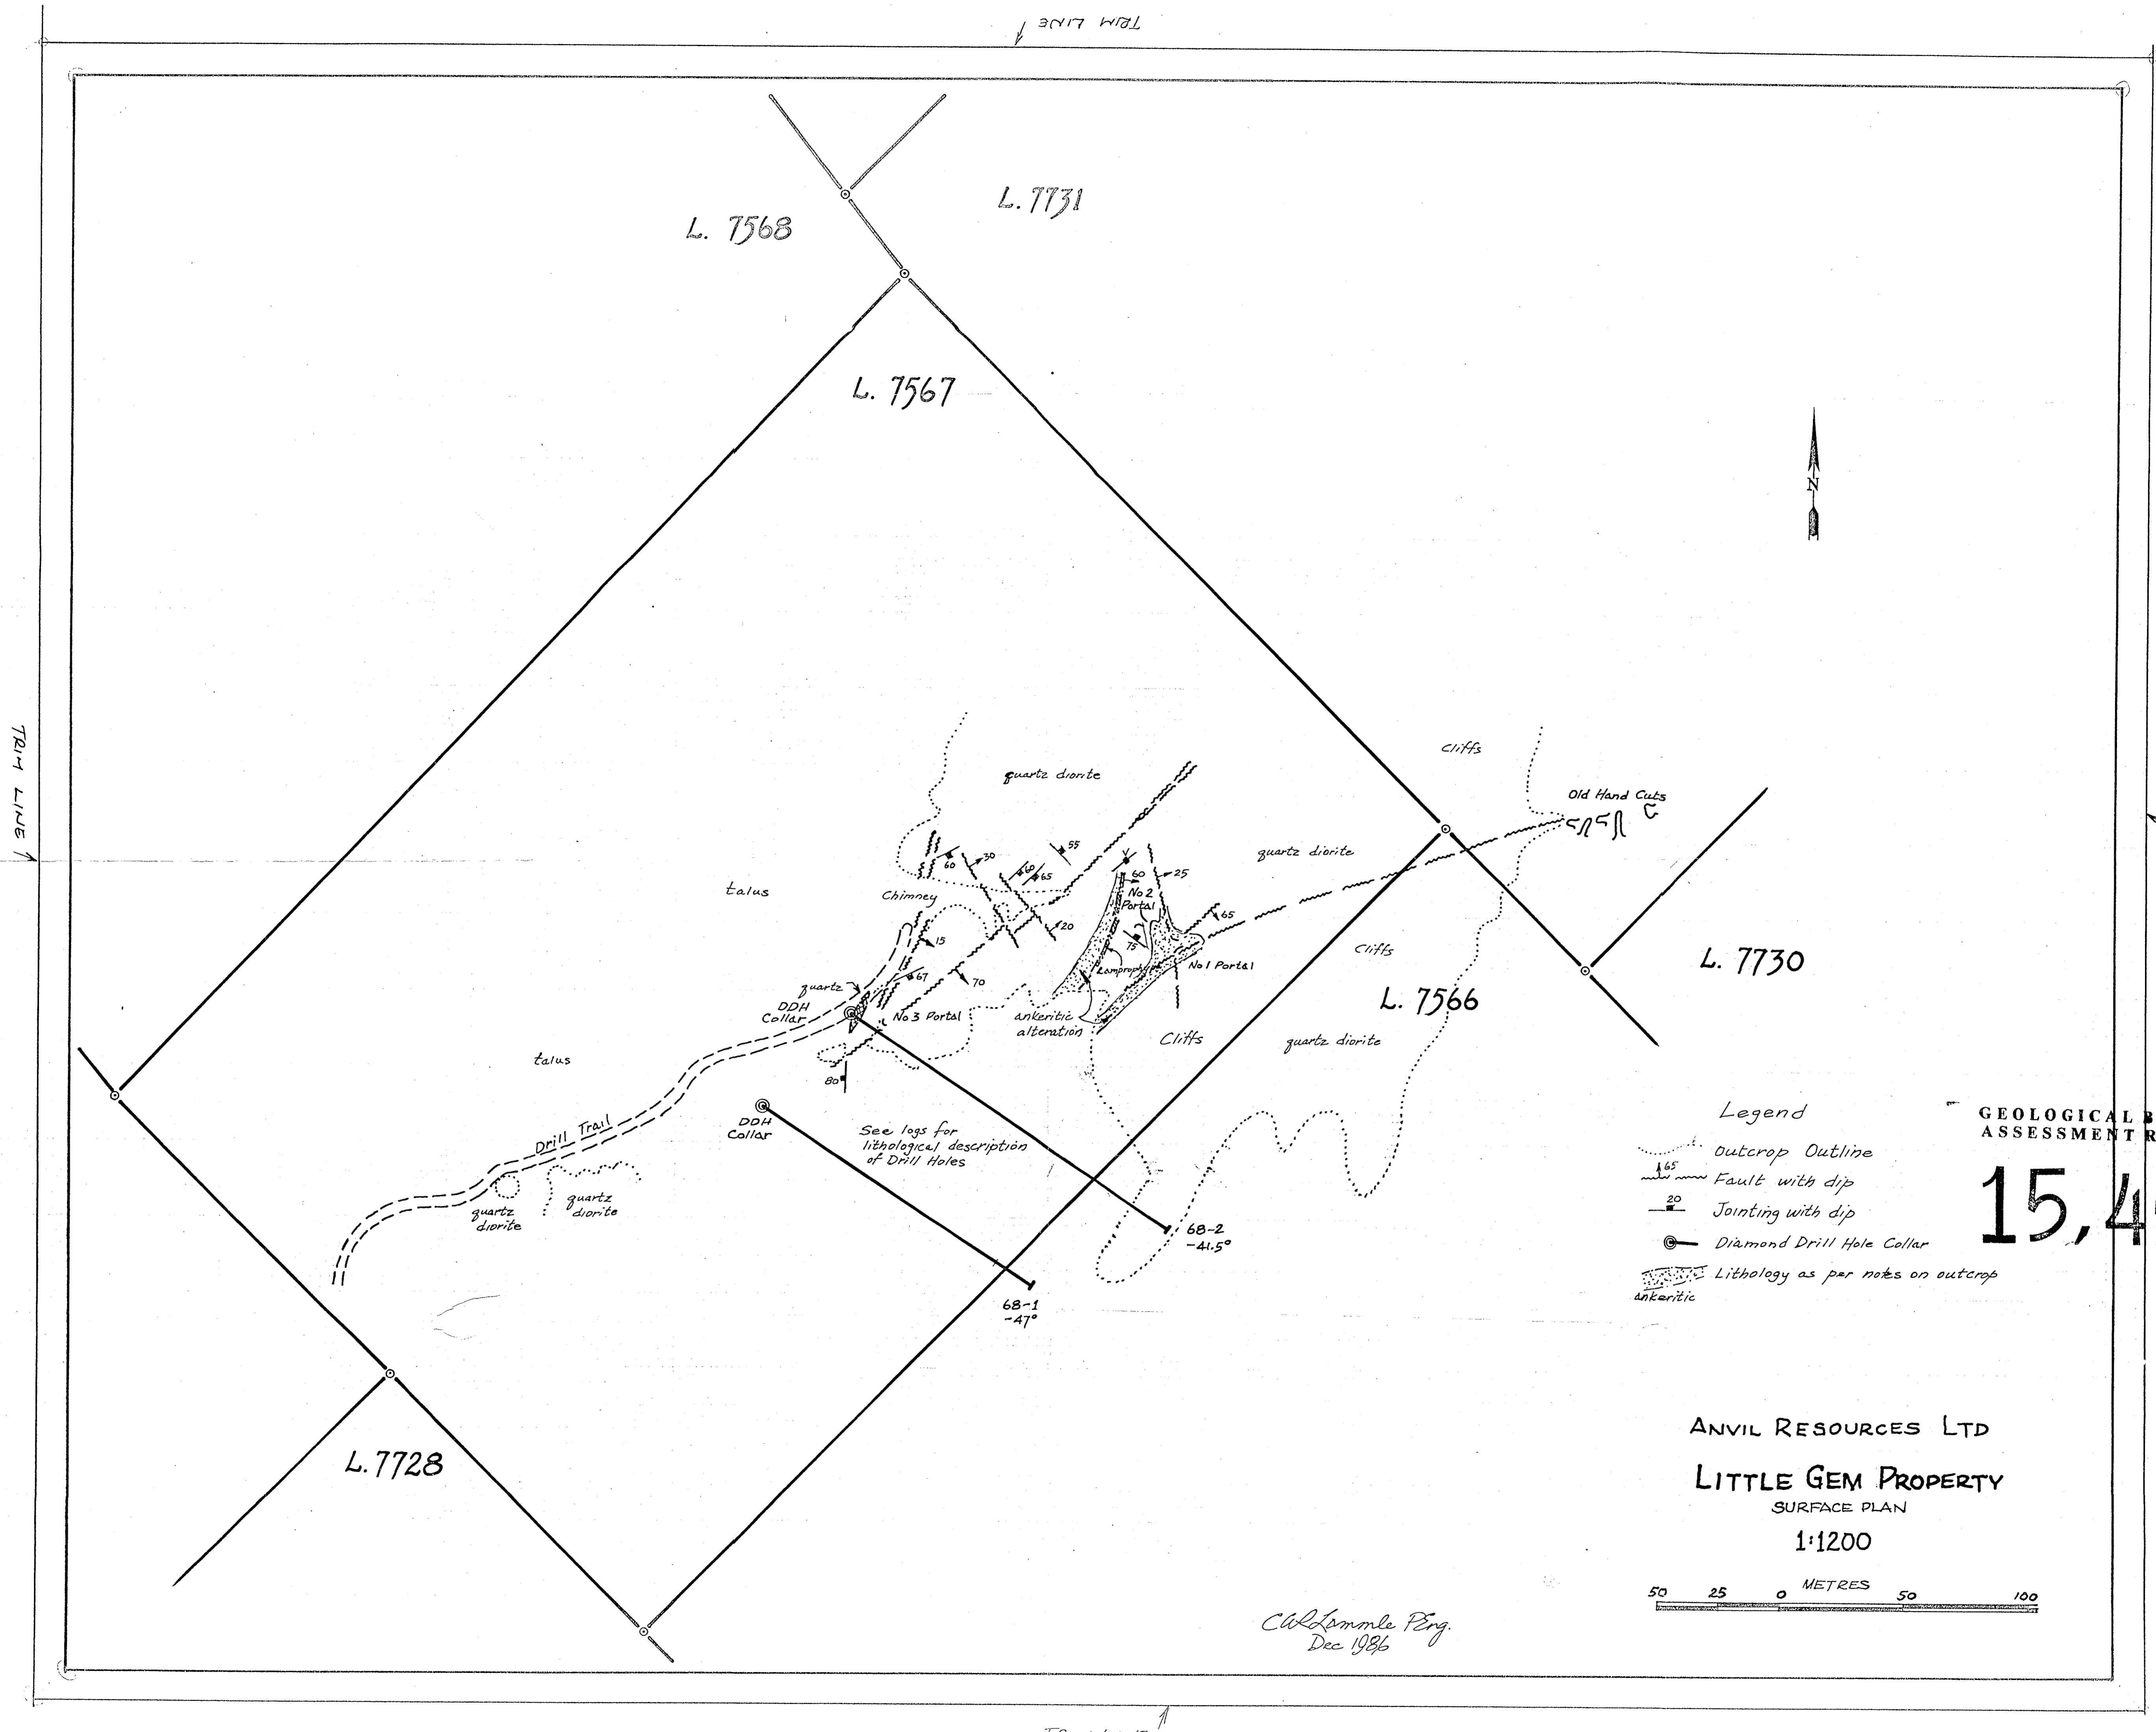 TRIM LINE
L. 7731
L. 7568
L. 7567
N
TRIM LINE
Cliffs
quartz diorite
Old Hand Cuts
55
60
30
60
65
quartz diorite
60
25
talus
Chimney
No 2
Portal
65
20
15
75
Cliffs
No 1 Portal
L. 7730
67
70
quartz
DDH
Collar
No 3 Portal
ankeritic
alteration
L. 7566
Cliffs
quartz diorite
talus
80
DDH
Collar
See logs for
lithological description
of Drill Holes
Drill Trail
quartz
diorite
quartz
diorite
68-2
-41.5°
68-1
-47°
Legend
Outcrop Outline
65
Fault with dip
20
Jointing with dip
Diamond Drill Hole Collar
Lithology as per notes on outcrop
ankeritic
GEOLOGICAL B
ASSESSMENT R
15,4
L. 7728
ANVIL RESOURCES LTD
LITTLE GEM PROPERTY
SURFACE PLAN
1:1200
METRES
50 25 0 50 100
CW Lammle PEng.
Dec 1986